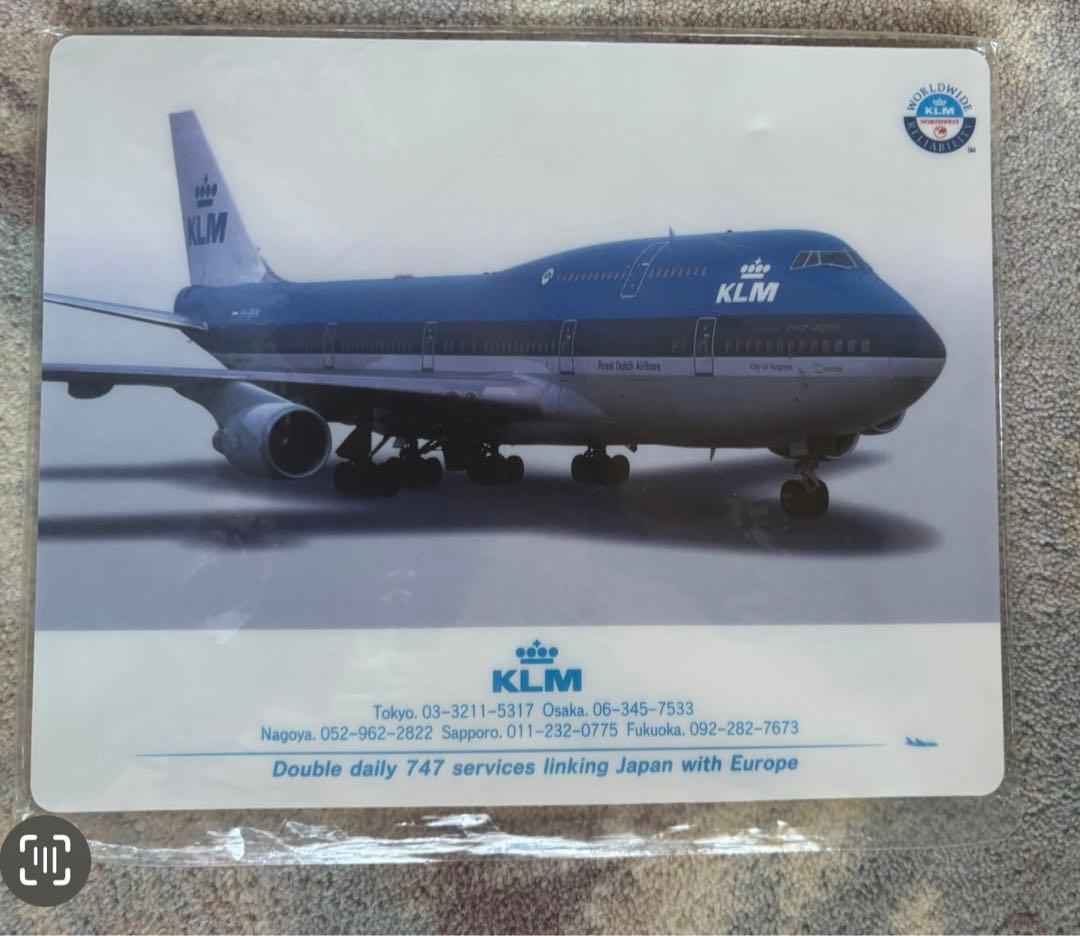 WORLDWIDE
KLM
NORTHWEST
RELIABILITY
SM
KLM
KLM
747-400
Royal Dutch Airlines
City of Nagoya
KLM
Tokyo. 03-3211-5317 Osaka. 06-345-7533
Nagoya. 052-962-2822 Sapporo. 011-232-0775 Fukuoka. 092-282-7673
Double daily 747 services linking Japan with Europe